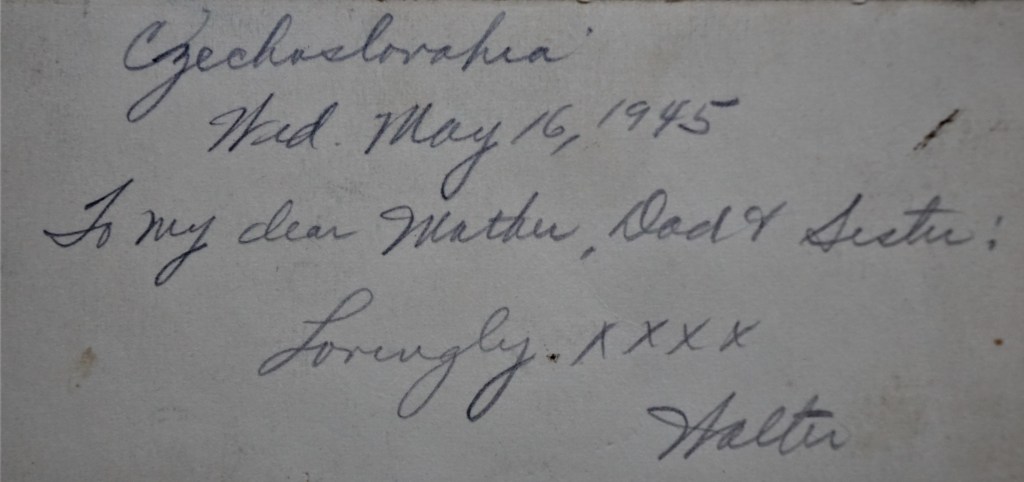 Czechoslovakia
Wed. May 16, 1945
To my dear Mother, Dad & Sister:
Lovingly. xxxx
Walter